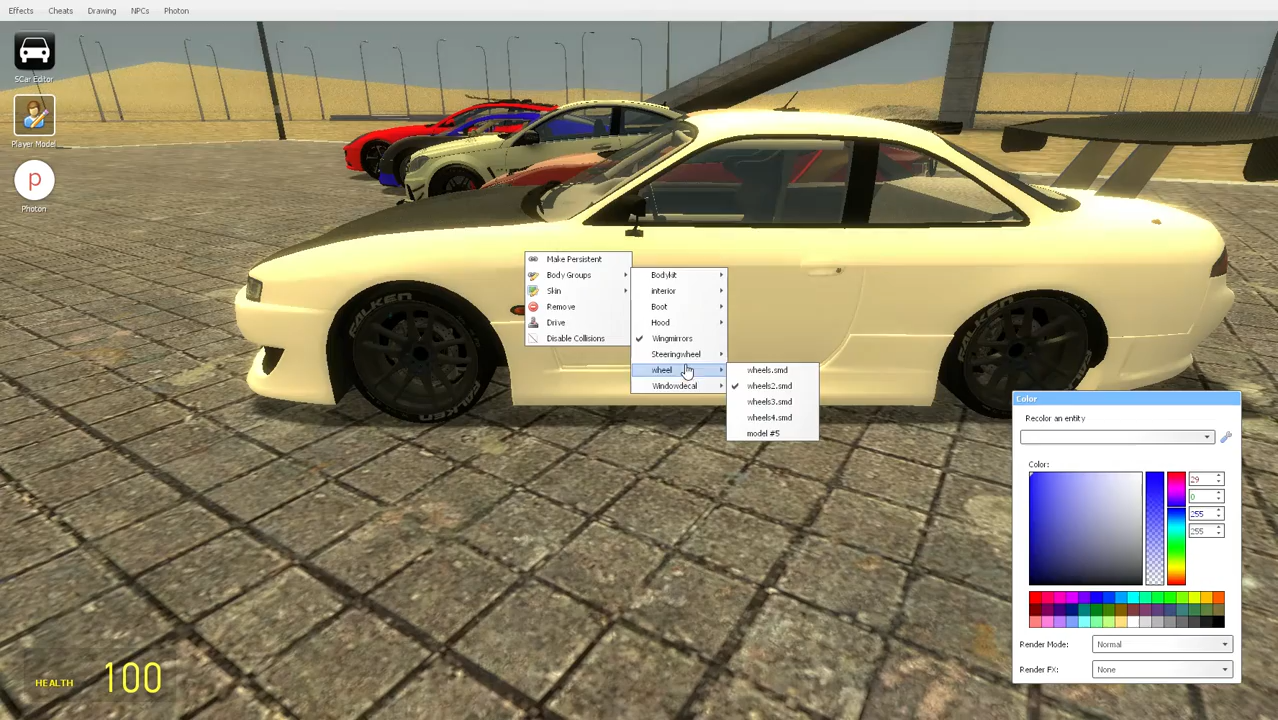 Effects Cheats Drawing NPCs Photon
SCar Editor
Player Model
p
Photon
Make Persistent
Body Groups
Skin
Remove
Drive
Disable Collisions
Bodykit
interior
Boot
Hood
Wingmirrors
Steeringwheel
wheel
Windowdecal
wheels.smd
wheels2.smd
wheels3.smd
wheels4.smd
model #5
FALKEN
FALKEN
Color
Recolor an entity
Color:
29
0
255
255
Render Mode: Normal
Render FX: None
HEALTH 100